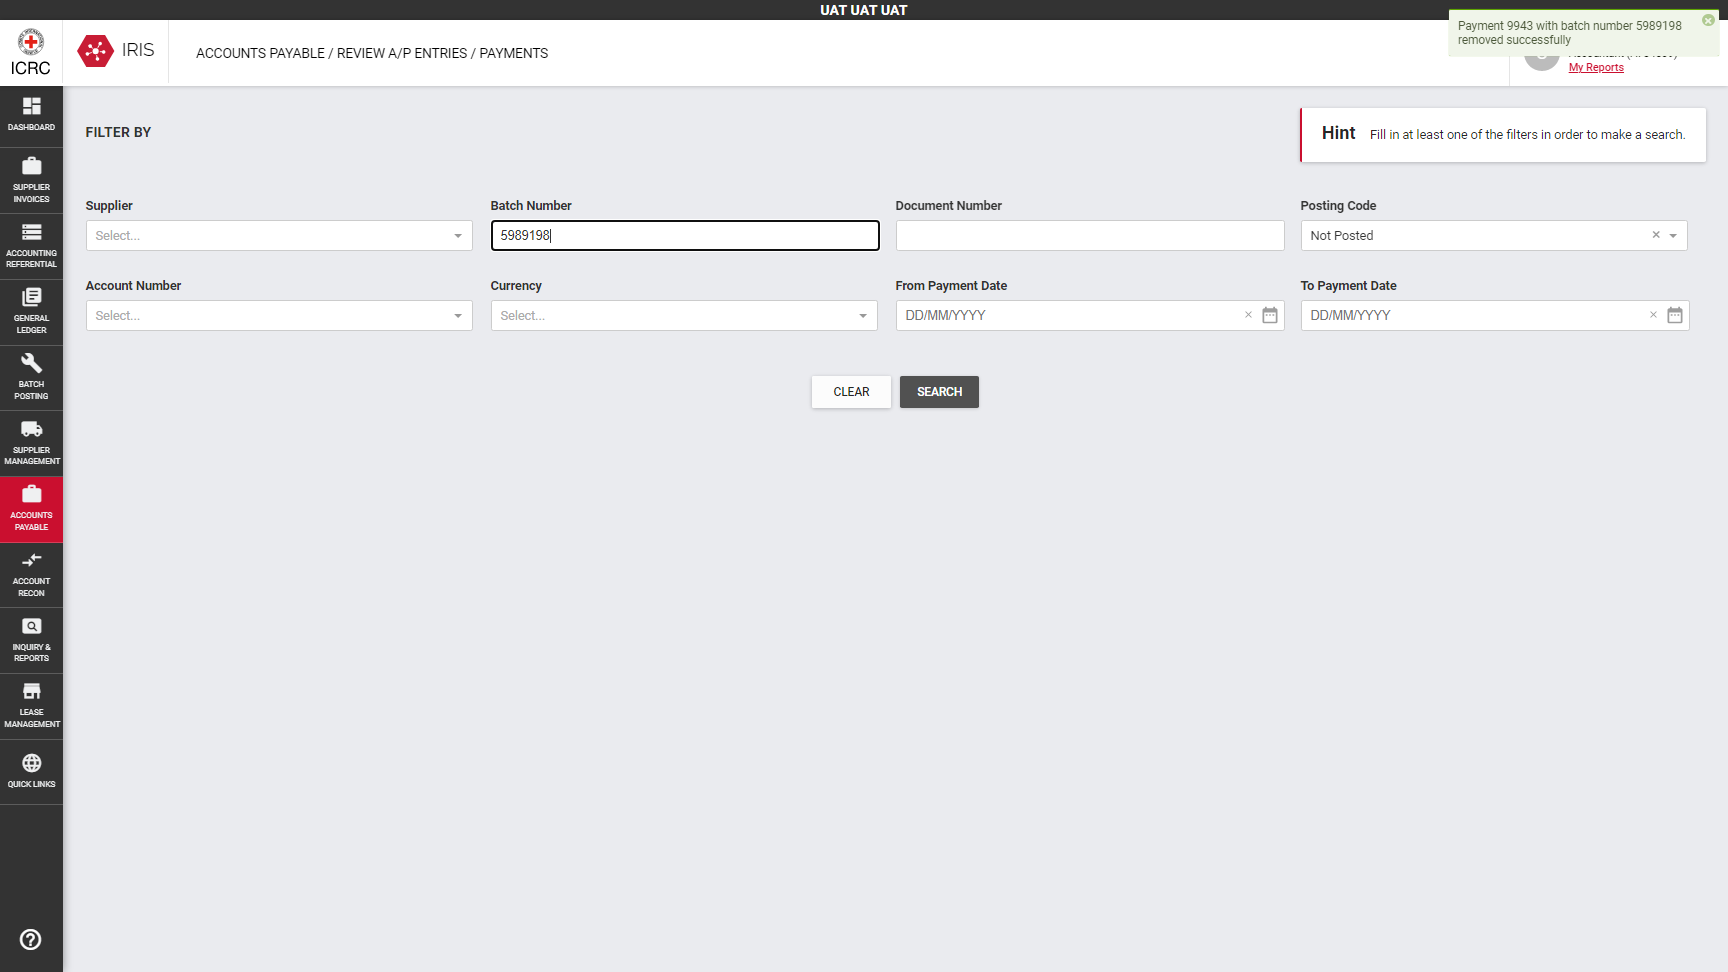 UAT UAT UAT
ICRC
IRIS
ACCOUNTS PAYABLE / REVIEW A/P ENTRIES / PAYMENTS
Payment 9943 with batch number 5989198
removed successfully
My Reports
DASHBOARD
SUPPLIER
INVOICES
ACCOUNTING
REFERENTIAL
GENERAL
LEDGER
BATCH
POSTING
SUPPLIER
MANAGEMENT
ACCOUNTS
PAYABLE
ACCOUNT
RECON
INQUIRY &
REPORTS
LEASE
MANAGEMENT
QUICK LINKS
FILTER BY
Hint Fill in at least one of the filters in order to make a search.
Supplier Batch Number Document Number Posting Code
Select... 5989198 Not Posted
Account Number Currency From Payment Date To Payment Date
Select... Select... DD/MM/YYYY DD/MM/YYYY
CLEAR SEARCH